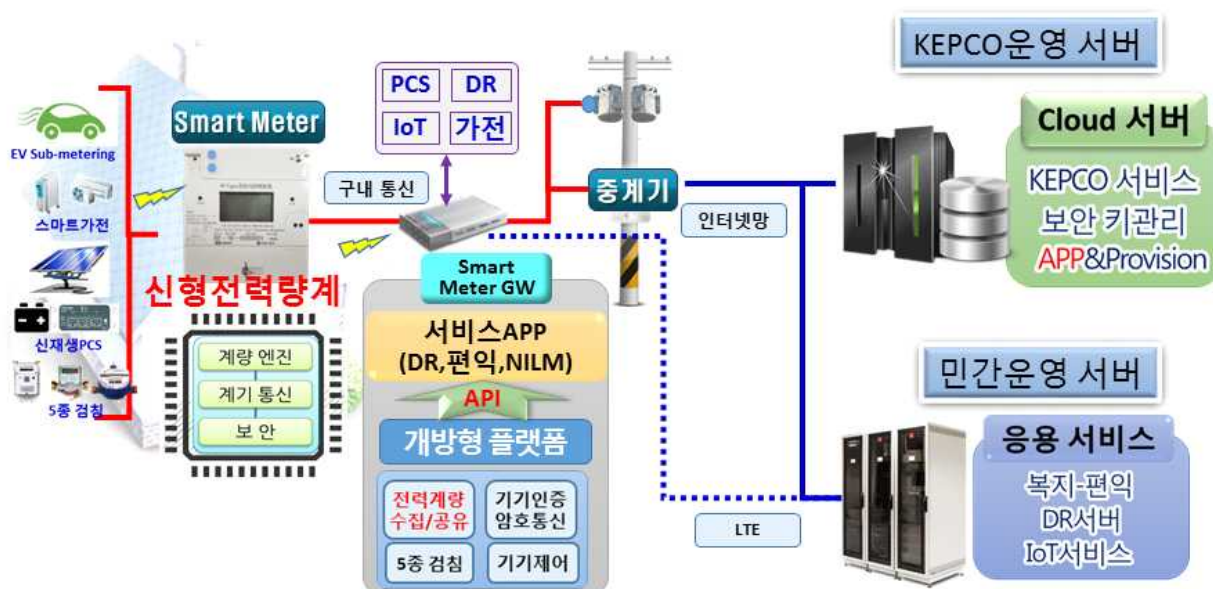 EV Sub-metering
스마트가전
신재생PCS
5종 검침
Smart Meter
신형전력량계
계량 엔진
계기 통신
보 안
구내 통신
PCS
DR
IoT
가전
Smart
Meter GW
서비스APP
(DR,편익,NILM)
API
개방형 플랫폼
전력계량
수집/공유
기기인증
암호통신
5종 검침
기기제어
중계기
인터넷망
LTE
KEPCO운영 서버
Cloud 서버
KEPCO 서비스
보안 키관리
APP&Provision
민간운영 서버
응용 서비스
복지-편익
DR서버
IoT서비스